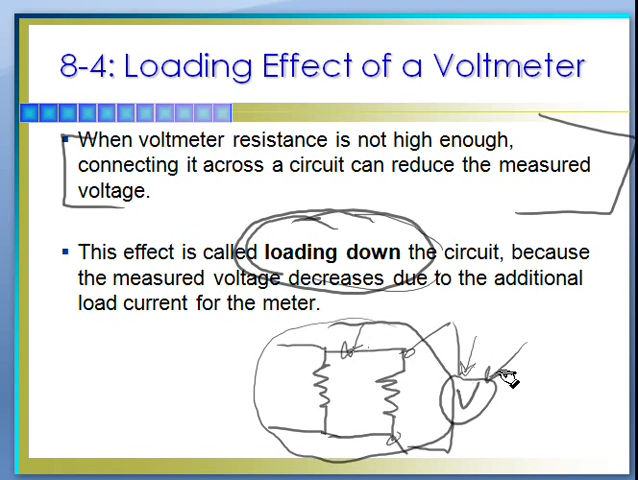 8-4: Loading Effect of a Voltmeter
When voltmeter resistance is not high enough,
connecting it across a circuit can reduce the measured
voltage.
This effect is called loading down the circuit, because
the measured voltage decreases due to the additional
load current for the meter.
V